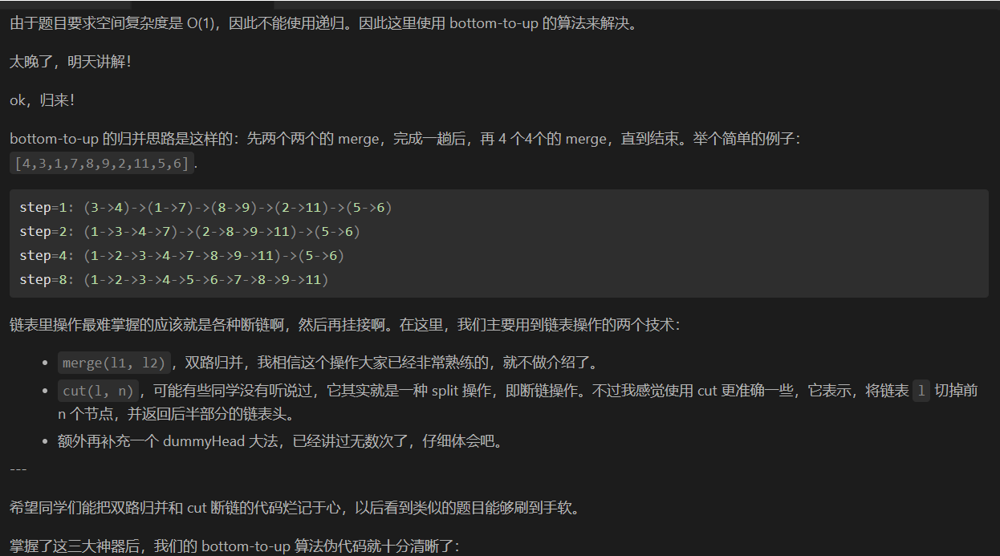 由于题目要求空间复杂度是 O(1)，因此不能使用递归。因此这里使用 bottom-to-up 的算法来解决。
太晚了，明天讲解！
ok，归来！
bottom-to-up 的归并思路是这样的：先两个两个的 merge，完成一趟后，再 4 个4个的 merge，直到结束。举个简单的例子：
[4,3,1,7,8,9,2,11,5,6].
step=1: (3->4)->(1->7)->(8->9)->(2->11)->(5->6)
step=2: (1->3->4->7)->(2->8->9->11)->(5->6)
step=4: (1->2->3->4->7->8->9->11)->(5->6)
step=8: (1->2->3->4->5->6->7->8->9->11)
链表里操作最难掌握的应该就是各种断链啊，然后再挂接啊。在这里，我们主要用到链表操作的两个技术：
• merge(l1, l2)，双路归并，我相信这个操作大家已经非常熟练的，就不做介绍了。
• cut(l, n)，可能有些同学没有听说过，它其实就是一种 split 操作，即断链操作。不过我感觉使用 cut 更准确一些，它表示，将链表 l 切掉前
n 个节点，并返回后半部分的链表头。
• 额外再补充一个 dummyHead 大法，已经讲过无数次了，仔细体会吧。
---
希望同学们能把双路归并和 cut 断链的代码烂记于心，以后看到类似的题目能够刷到手软。
掌握了这三大神器后，我们的 bottom-to-up 算法伪代码就十分清晰了：